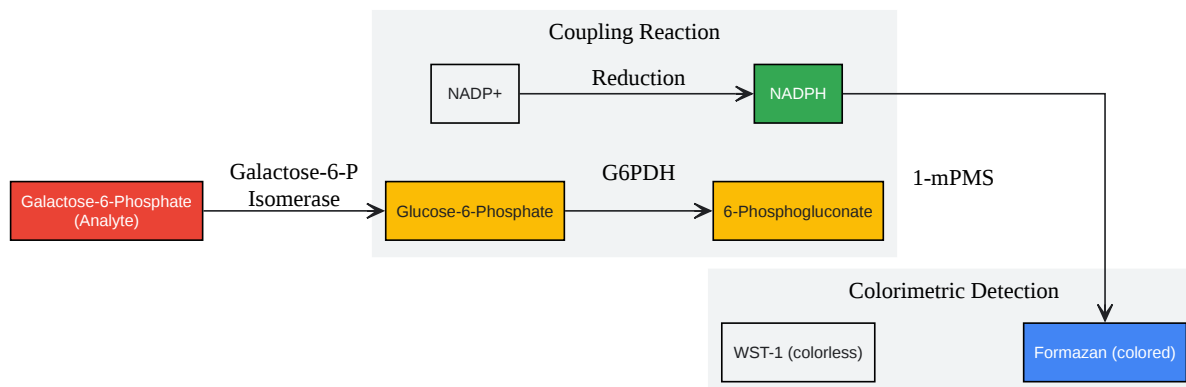 Coupling Reaction
NADP+
Reduction
NADPH
Galactose-6-Phosphate
(Analyte)
Galactose-6-P
Isomerase
Glucose-6-Phosphate
G6PDH
6-Phosphogluconate
1-mPMS
Colorimetric Detection
WST-1 (colorless)
Formazan (colored)